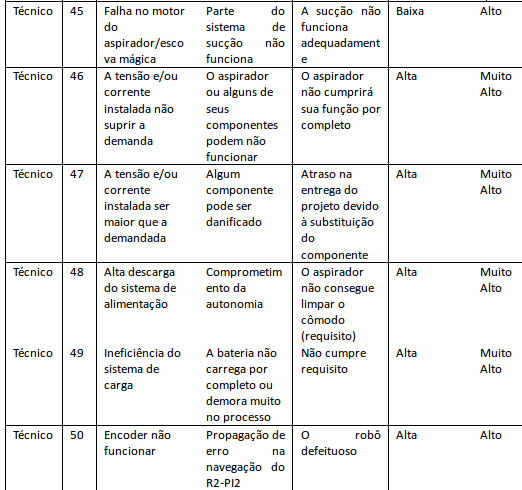 Técnico 45 Falha no motor Parte do A sucção não Baixa Alto
do sistema de funciona
aspirador/esco sucção não adequadament
va mágica funciona e
Técnico 46 A tensão e/ou O aspirador O aspirador Alta Muito
corrente ou alguns de não cumprirá Alto
instalada não seus sua função por
suprir a componentes completo
demanda podem não
funcionar
Técnico 47 A tensão e/ou Algum Atraso na Alta Muito
corrente componente entrega do Alto
instalada ser pode ser projeto devido
maior que a danificado à substituição
demandada do
componente
Técnico 48 Alta descarga Comprometim O aspirador Alta Muito
do sistema de ento da não consegue Alto
alimentação autonomia limpar o
cômodo
(requisito)
Técnico 49 Ineficiência do A bateria não Não cumpre Alta Muito
sistema de carrega por requisito Alto
carga completo ou
demora muito
no processo
Técnico 50 Encoder não Propagação de O robô Alta Alto
funcionar erro na defeituoso
navegação do
R2-PI2